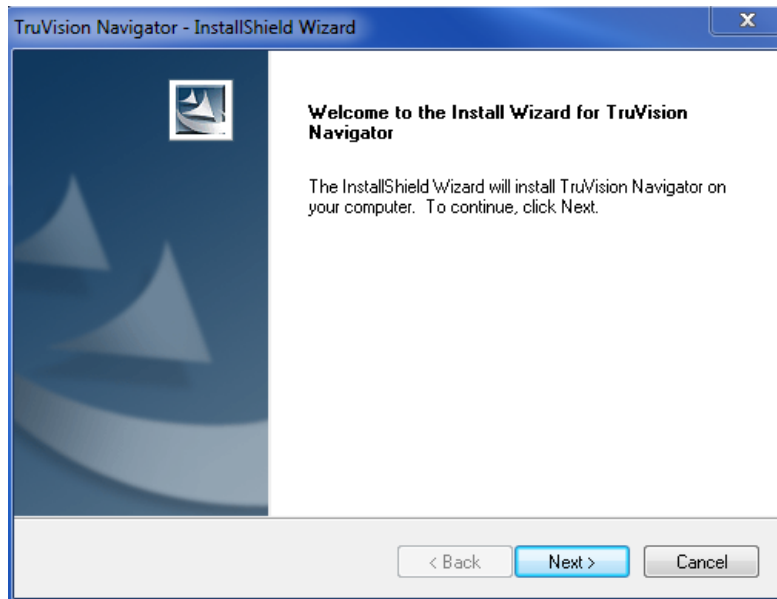 TruVision Navigator - InstallShield Wizard
X
Welcome to the Install Wizard for TruVision
Navigator
The InstallShield Wizard will install TruVision Navigator on
your computer.  To continue, click Next.
< Back
Next >
Cancel